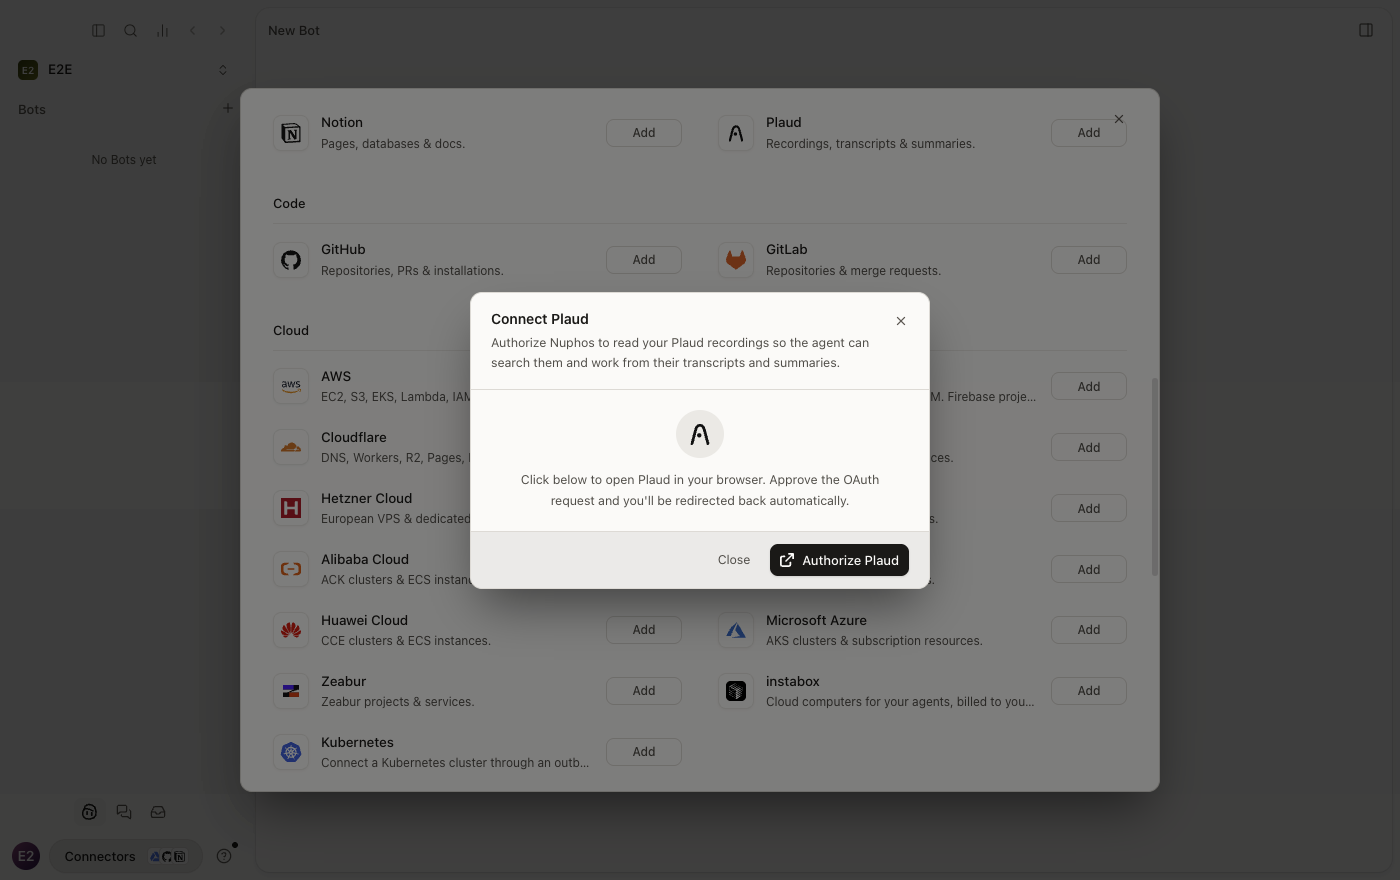 New Bot
E2 E2E
Bots
No Bots yet
Notion
Pages, databases & docs.
Add
Plaud
Recordings, transcripts & summaries.
Add
Code
GitHub
Repositories, PRs & installations.
Add
GitLab
Repositories & merge requests.
Add
Cloud
Connect Plaud
Authorize Nuphos to read your Plaud recordings so the agent can
search them and work from their transcripts and summaries.
Click below to open Plaud in your browser. Approve the OAuth
request and you'll be redirected back automatically.
Close
Authorize Plaud
aws
AWS
EC2, S3, EKS, Lambda, IAM
M. Firebase proje...
Add
Cloudflare
DNS, Workers, R2, Pages,
Add
Hetzner Cloud
European VPS & dedicated
Add
Alibaba Cloud
ACK clusters & ECS
Add
Huawei Cloud
CCE clusters & ECS instances.
Add
Microsoft Azure
AKS clusters & subscription resources.
Add
Zeabur
Zeabur projects & services.
Add
instabox
Cloud computers for your agents, billed to you...
Add
Kubernetes
Connect a Kubernetes cluster through an outb...
Add
E2
Connectors